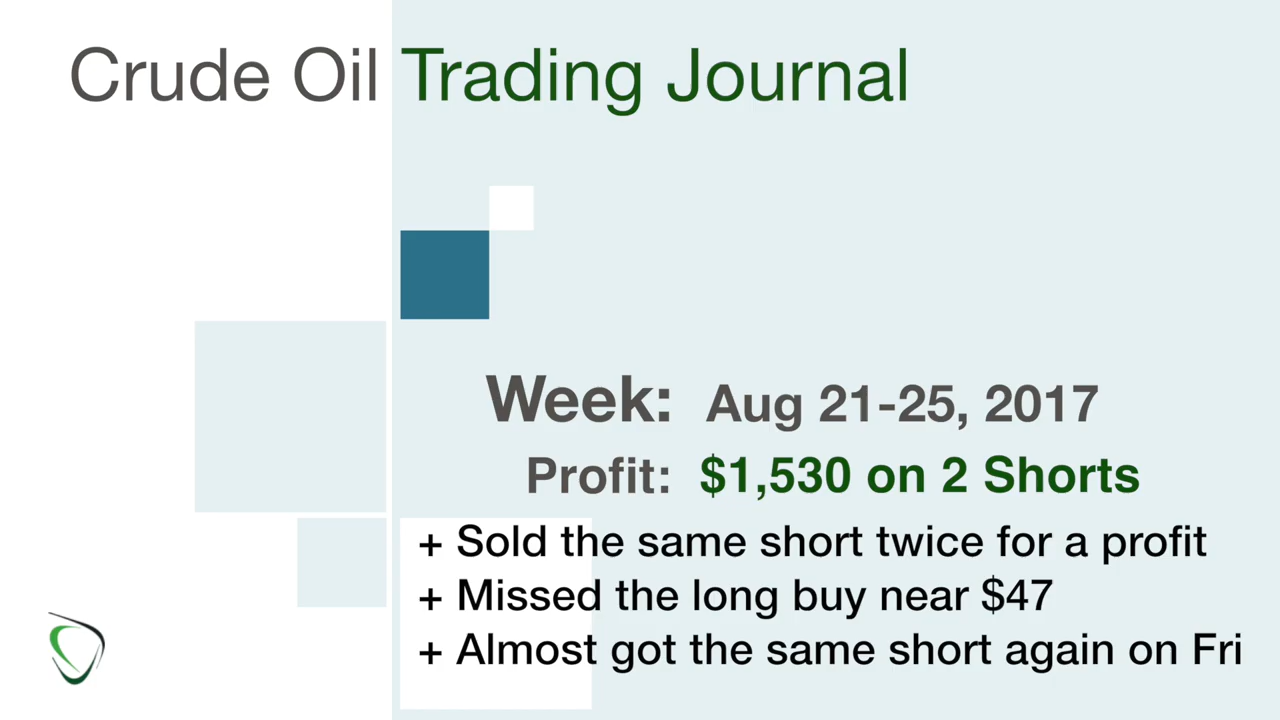 Crude Oil Trading Journal
Week: Aug 21-25, 2017
Profit: $1,530 on 2 Shorts
+ Sold the same short twice for a profit
+ Missed the long buy near $47
+ Almost got the same short again on Fri